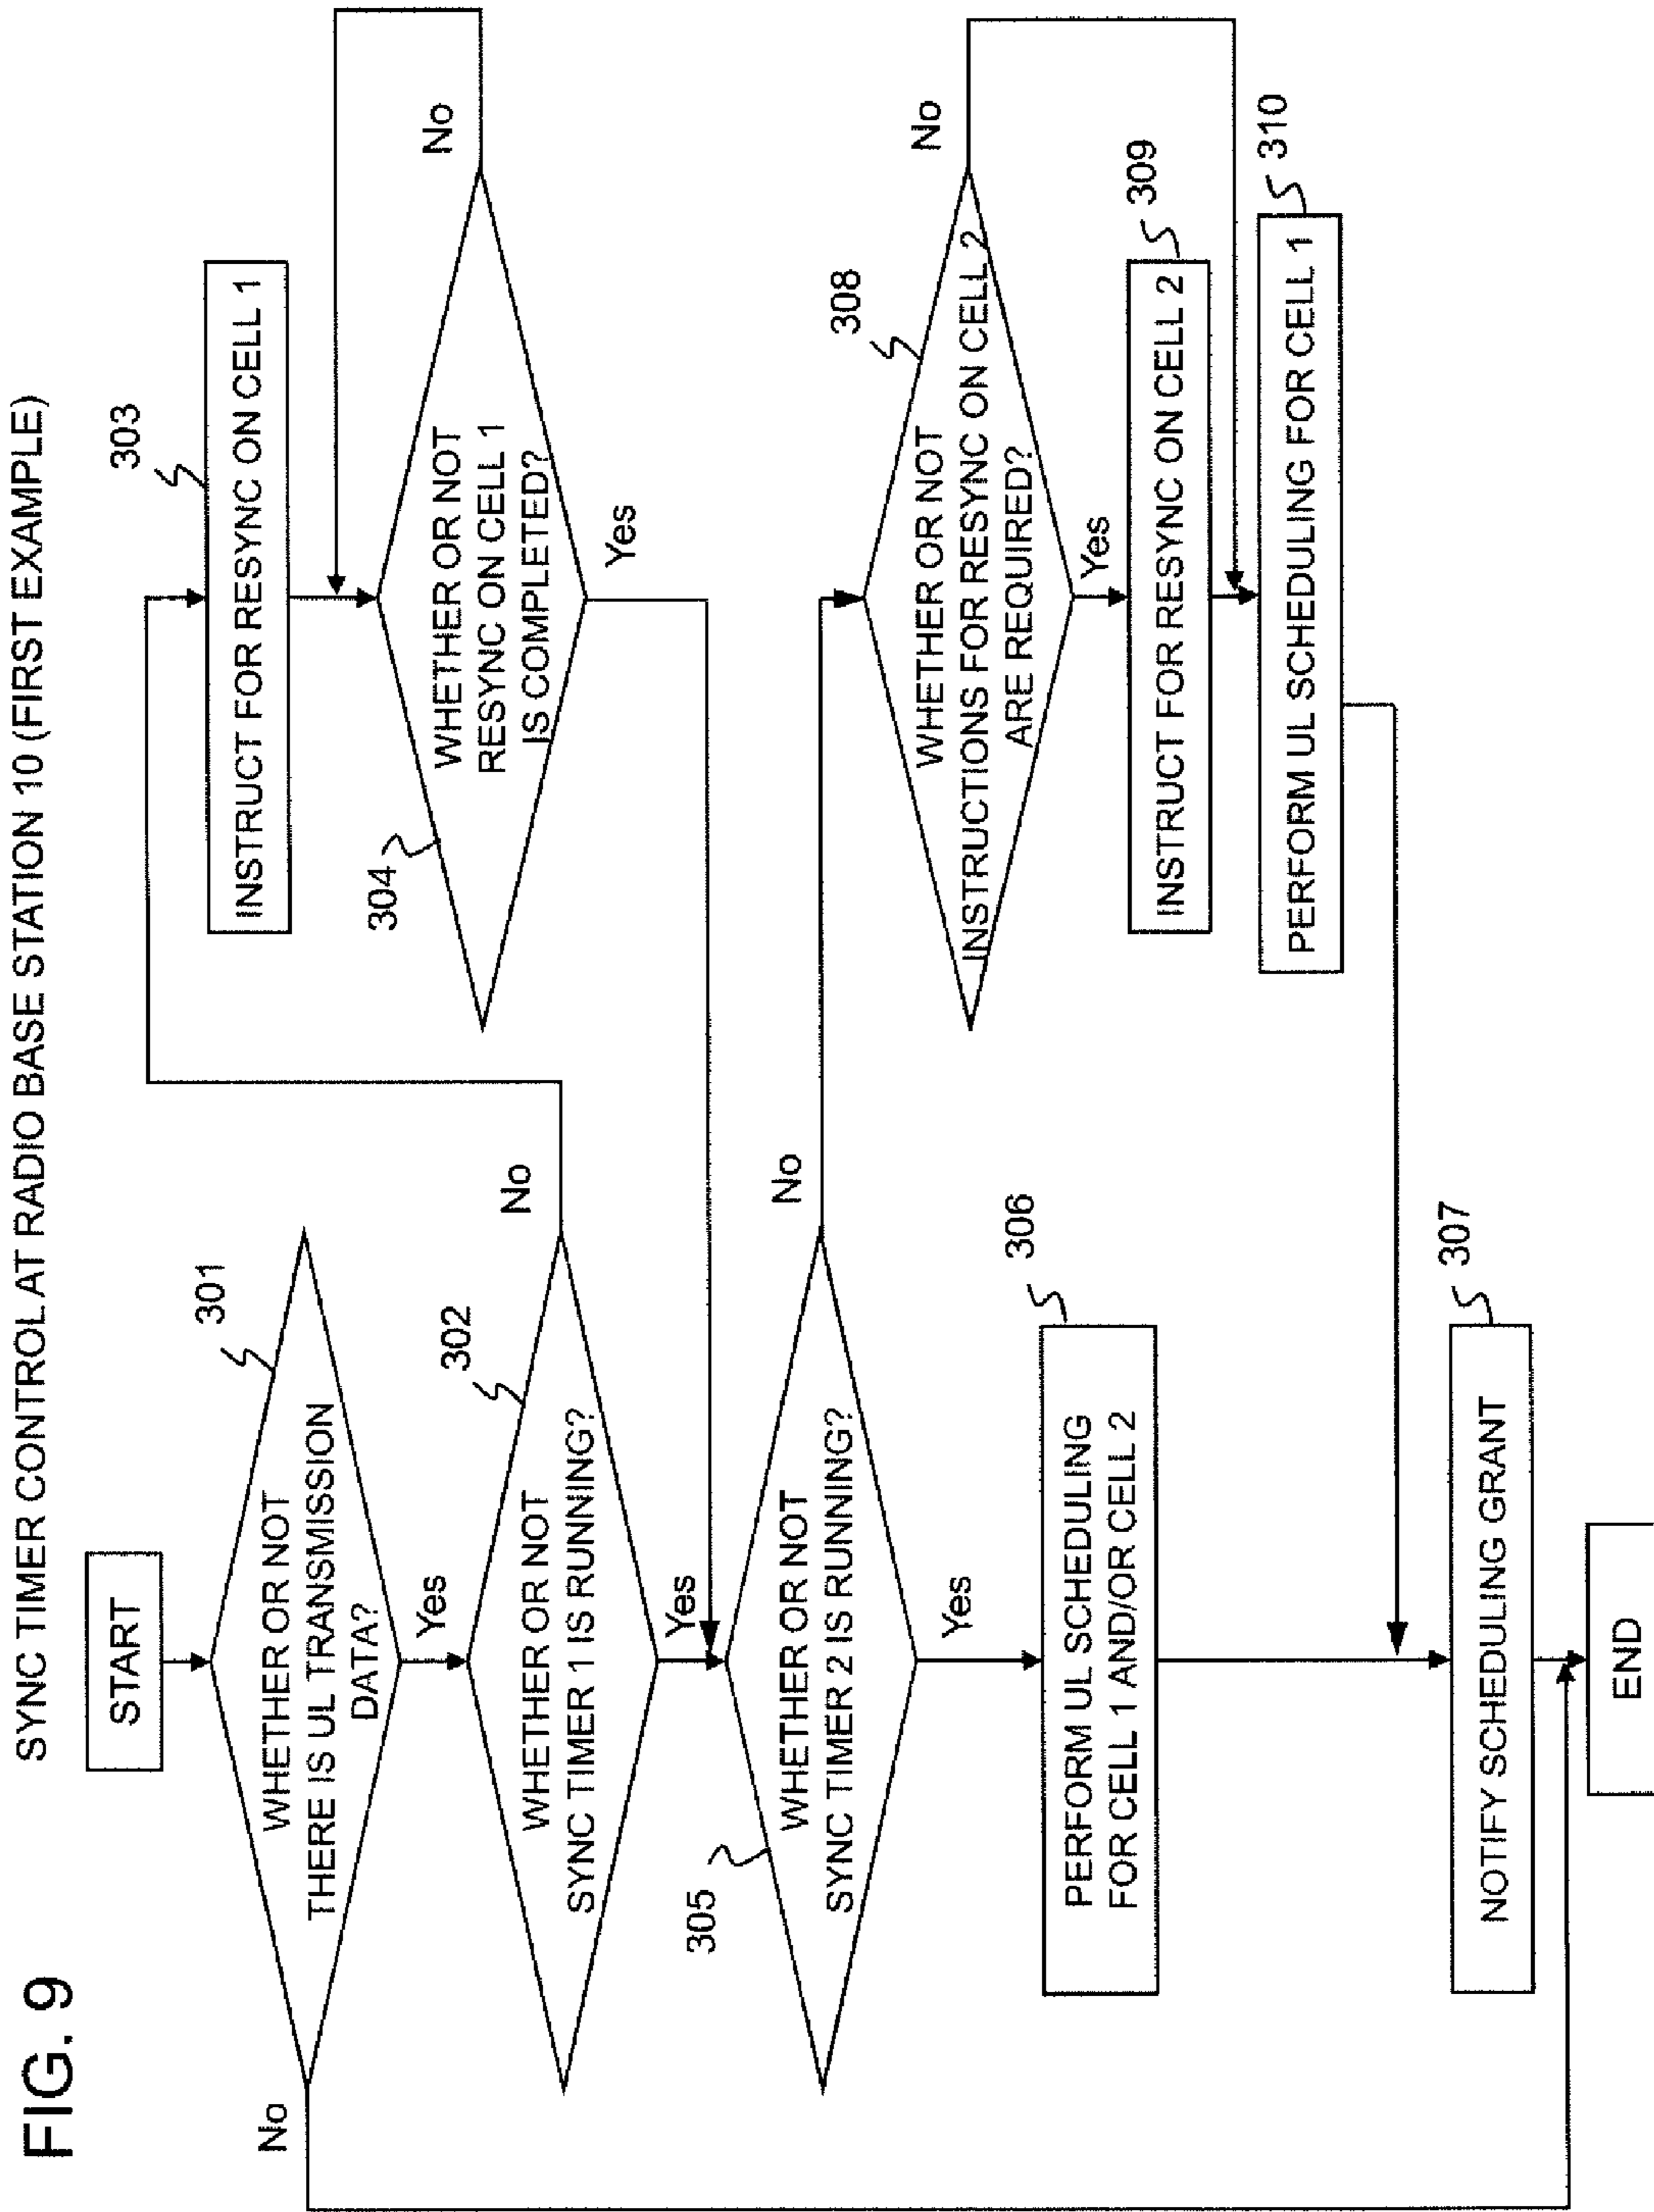 FIG. 9
SYNC TIMER CONTROL AT RADIO BASE STATION 10 (FIRST EXAMPLE)
START
301
WHETHER OR NOT
THERE IS UL TRANSMISSION
DATA?
No
Yes
302
WHETHER OR NOT
SYNC TIMER 1 IS RUNNING?
No
Yes
303
INSTRUCT FOR RESYNC ON CELL 1
304
WHETHER OR NOT
RESYNC ON CELL 1
IS COMPLETED?
No
Yes
305
WHETHER OR NOT
SYNC TIMER 2 IS RUNNING?
No
Yes
306
PERFORM UL SCHEDULING
FOR CELL 1 AND/OR CELL 2
307
NOTIFY SCHEDULING GRANT
308
WHETHER OR NOT
INSTRUCTIONS FOR RESYNC ON CELL 2
ARE REQUIRED?
No
Yes
309
INSTRUCT FOR RESYNC ON CELL 2
310
PERFORM UL SCHEDULING FOR CELL 1
END